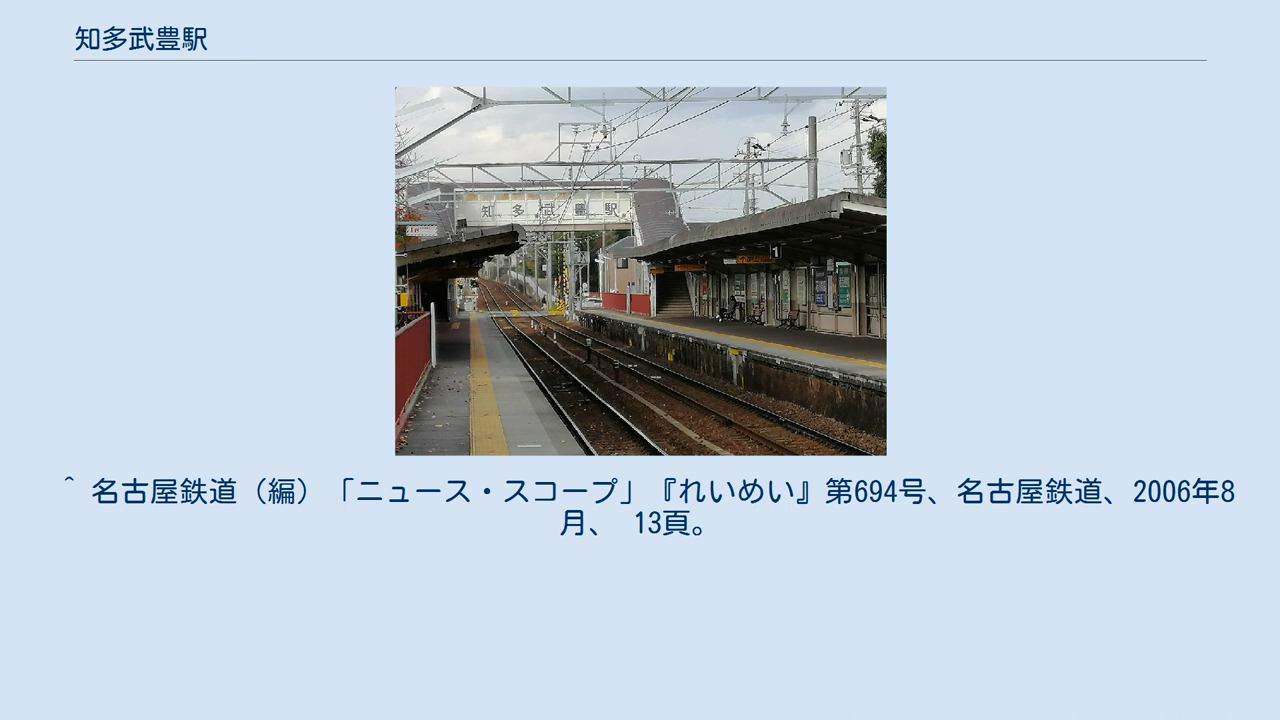 知多武豊駅
知多武豊駅
1
^ 名古屋鉄道（編）「ニュース・スコープ」『れいめい』第694号、名古屋鉄道、2006年8
月、 13頁。